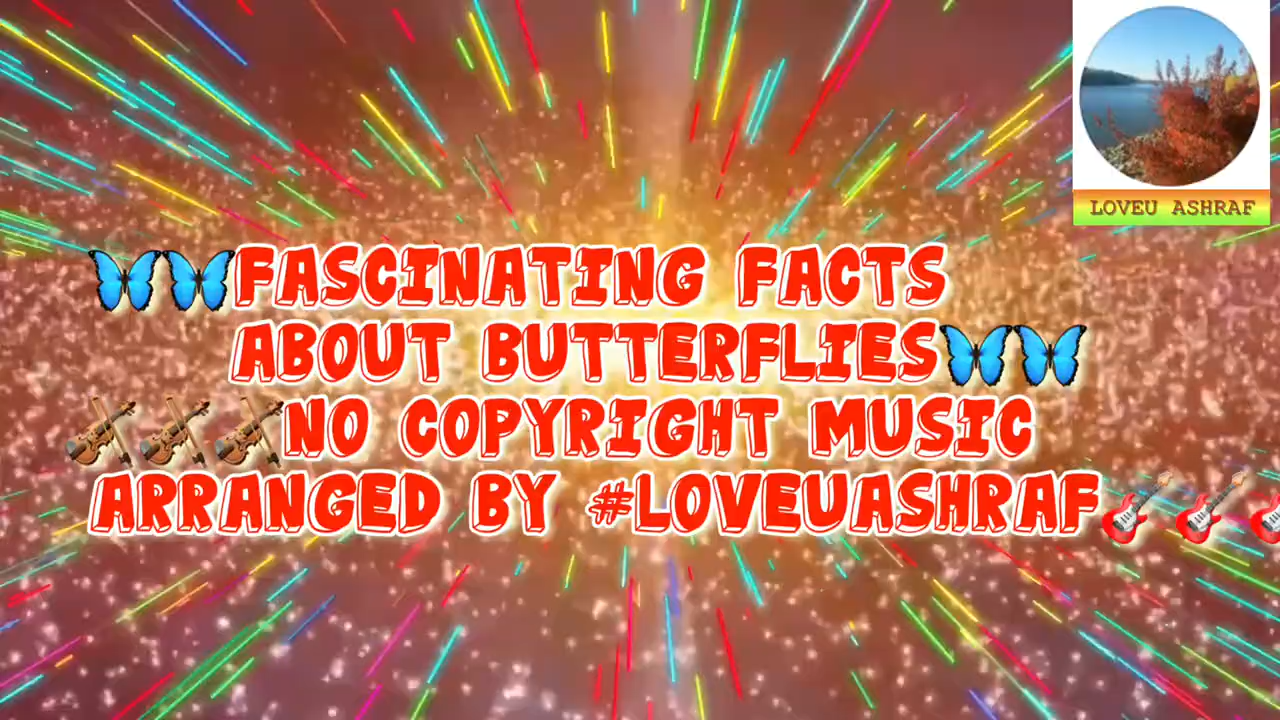 LOVEU ASHRAF
🦋🦋FASCINATING FACTS
ABOUT BUTTERFLIES🦋🦋
🎻🎻🎻NO COPYRIGHT MUSIC
ARRANGED BY #LOVEUASHRAF🎸🎸🎸